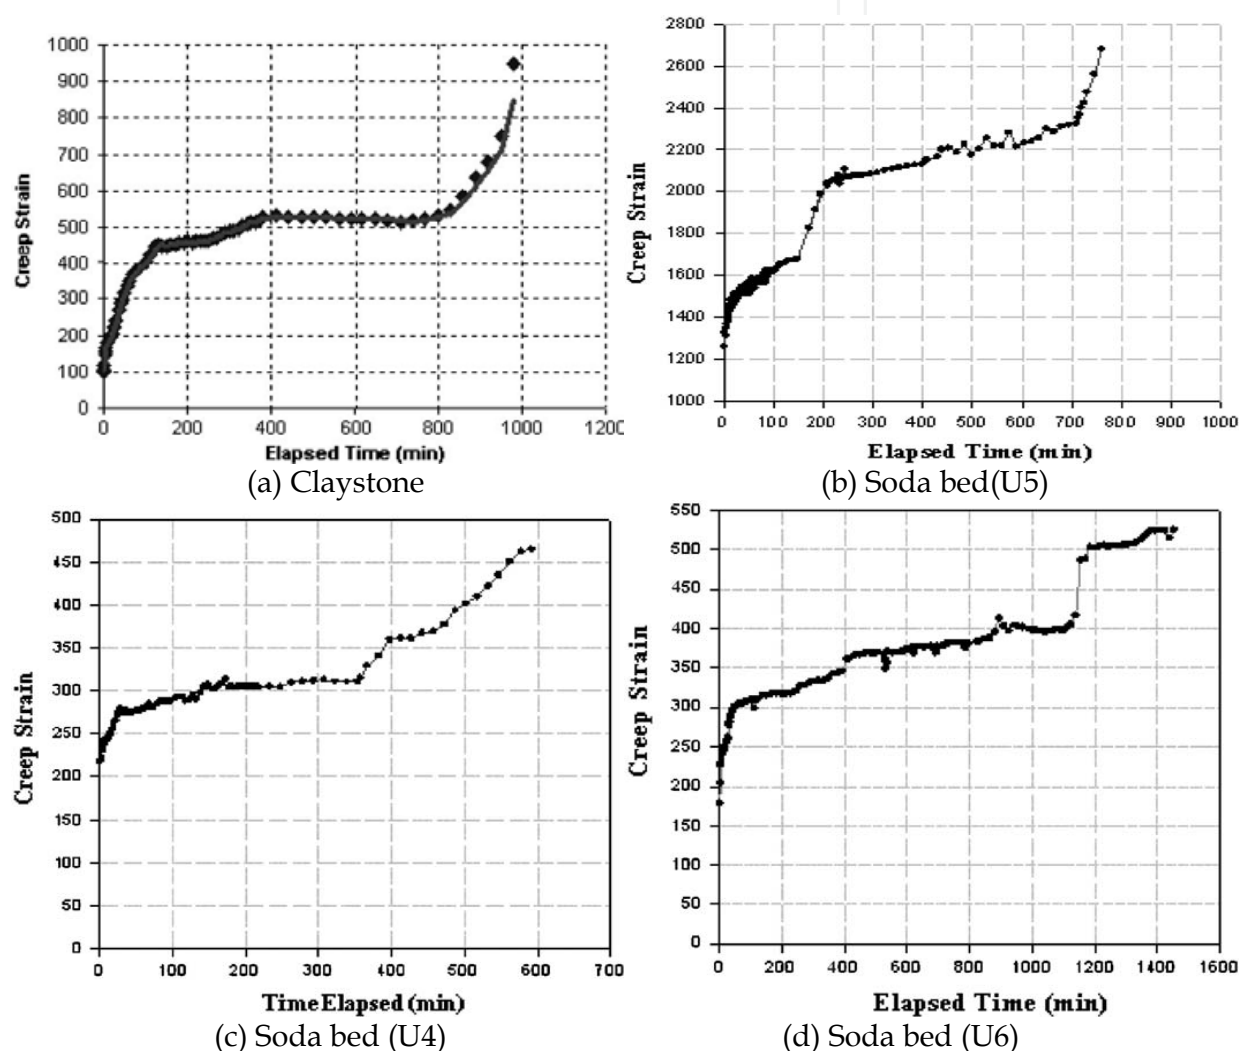 1000
900
800
700
600
500
400
300
200
100
0
Creep Strain
0 200 400 600 800 1000 1200
Elapsed Time (min)
(a) Claystone
2800
2600
2400
2200
2000
1800
1600
1400
1200
1000
Creep Strain
0 100 200 300 400 500 600 700 800 900 1000
Elapsed Time (min)
(b) Soda bed(U5)
500
450
400
350
300
250
200
150
100
50
0
Creep Strain
0 100 200 300 400 500 600 700
Time Elapsed (min)
(c) Soda bed (U4)
550
500
450
400
350
300
250
200
150
100
50
0
Creep Strain
0 200 400 600 800 1000 1200 1400 1600
Elapsed Time (min)
(d) Soda bed (U6)